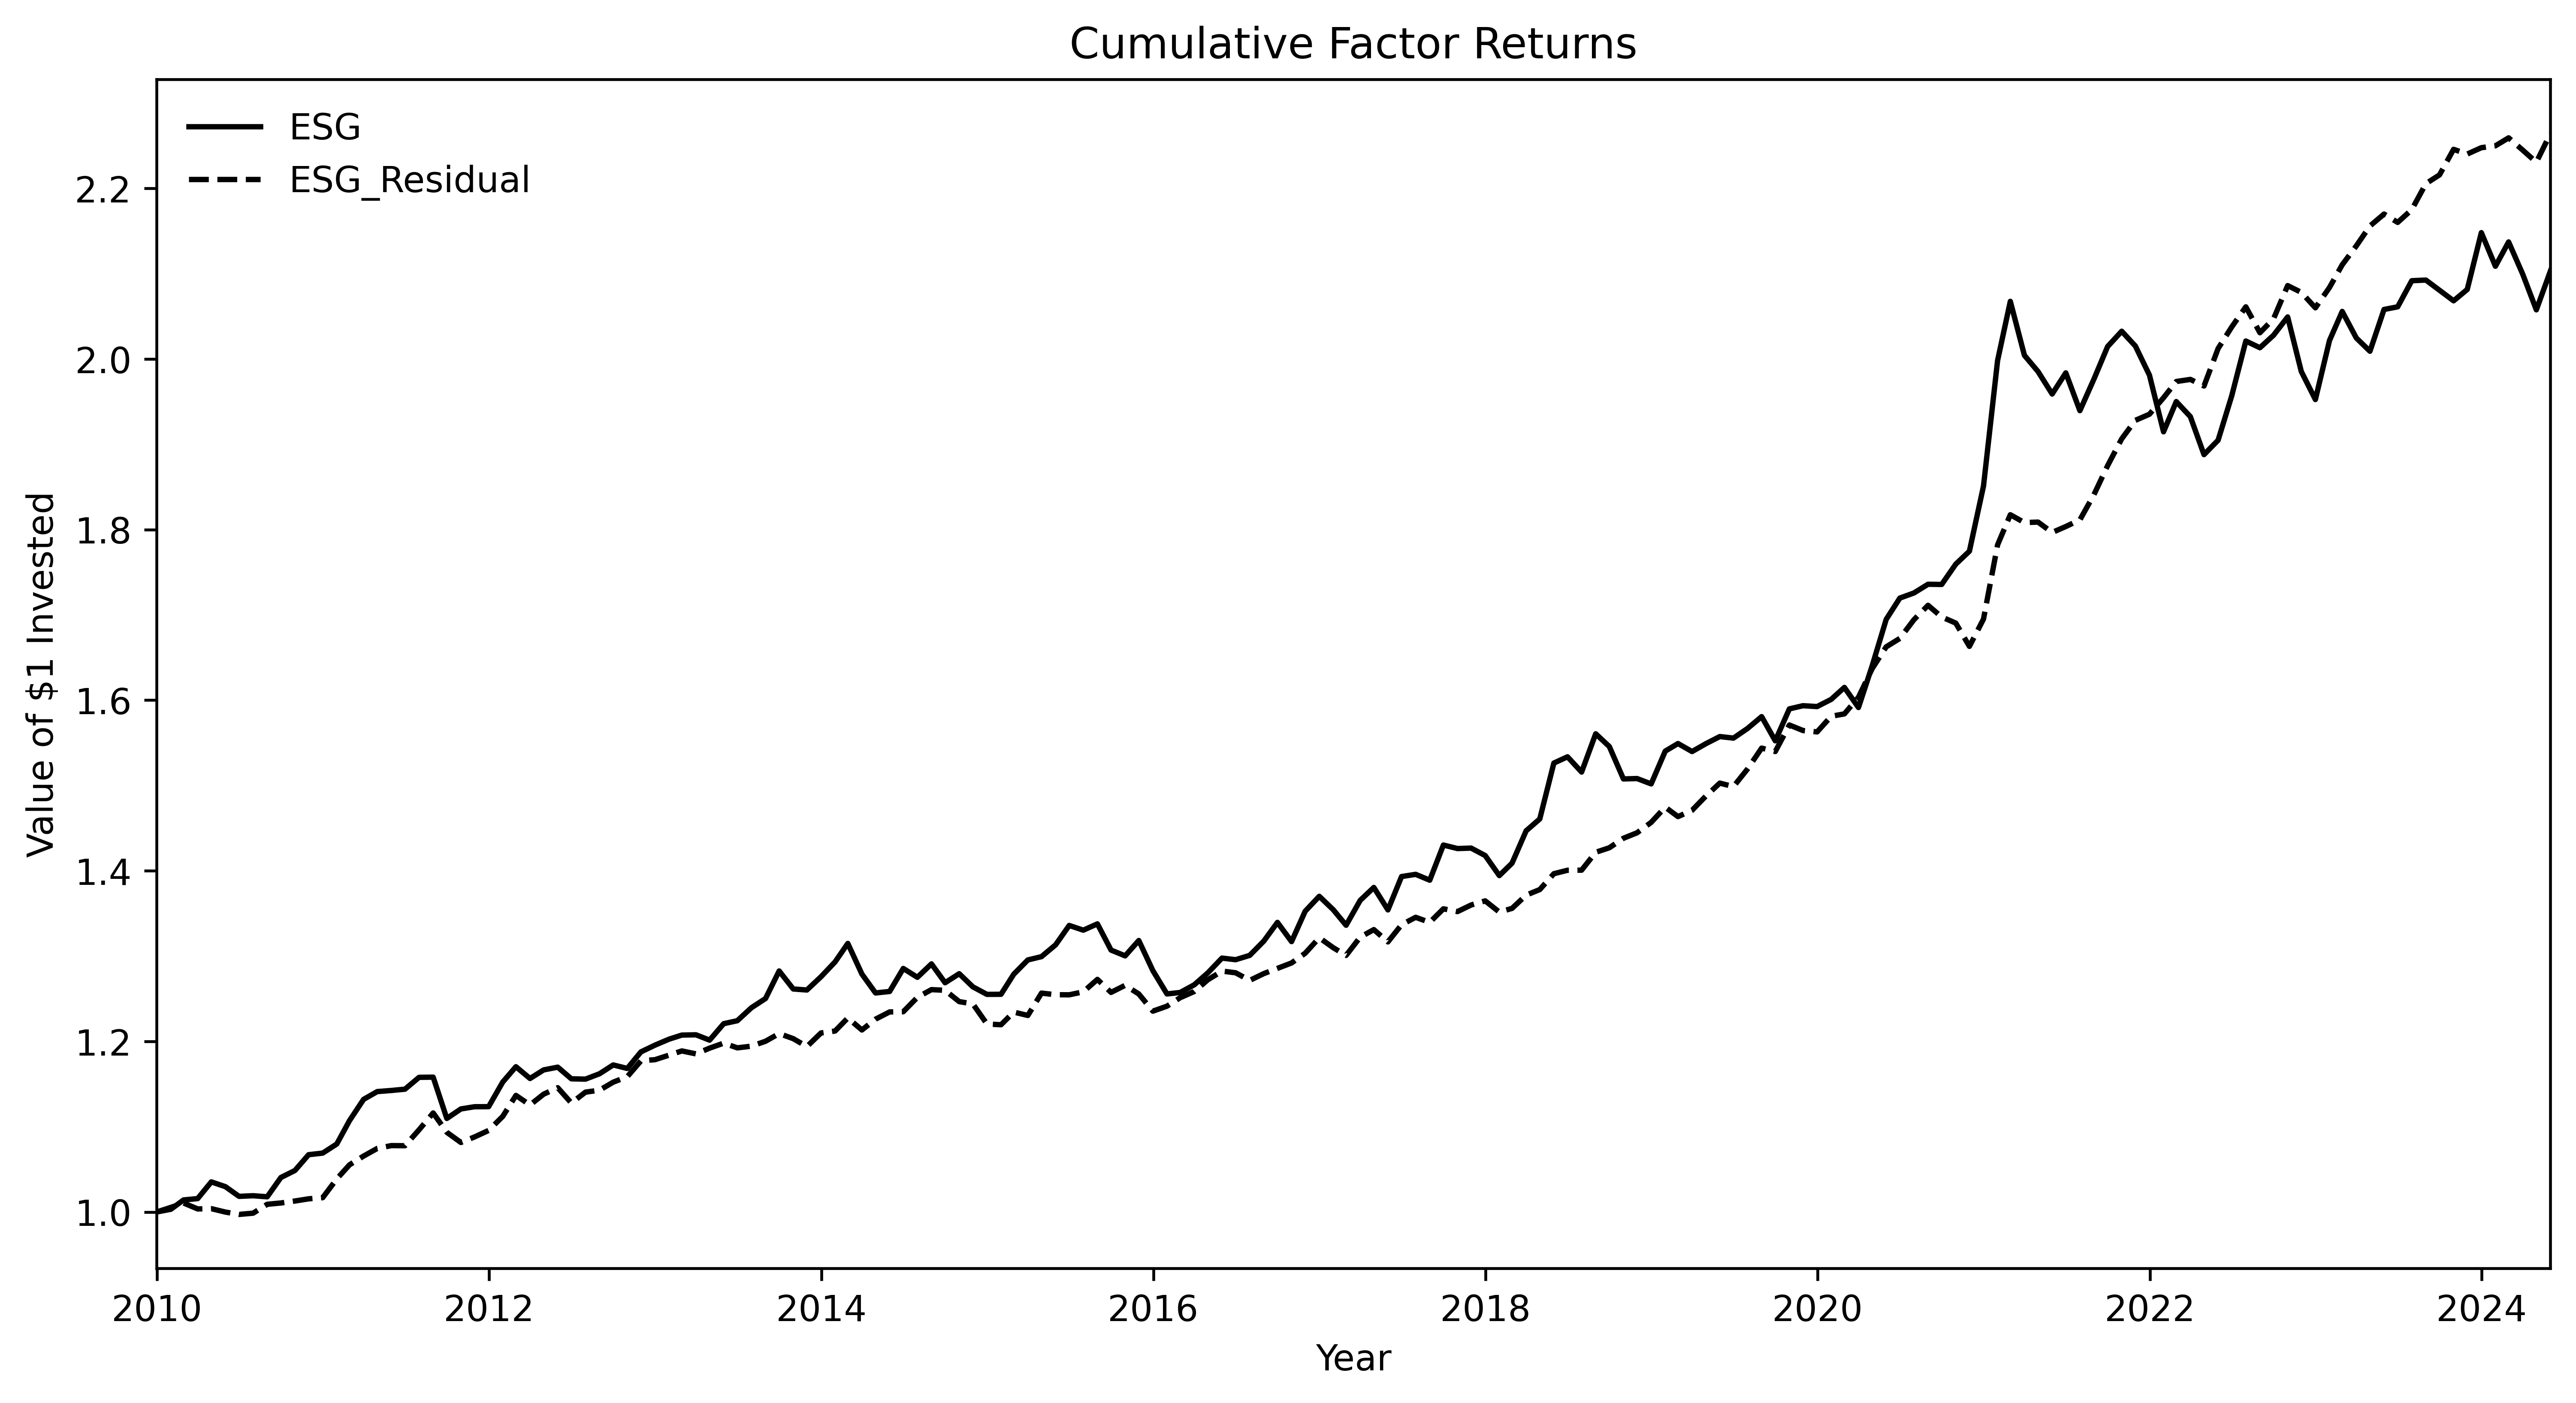 Cumulative Factor Returns
ESG
ESG_Residual
Value of $1 Invested
2.2
2.0
1.8
1.6
1.4
1.2
1.0
2010 2012 2014 2016 2018 2020 2022 2024
Year